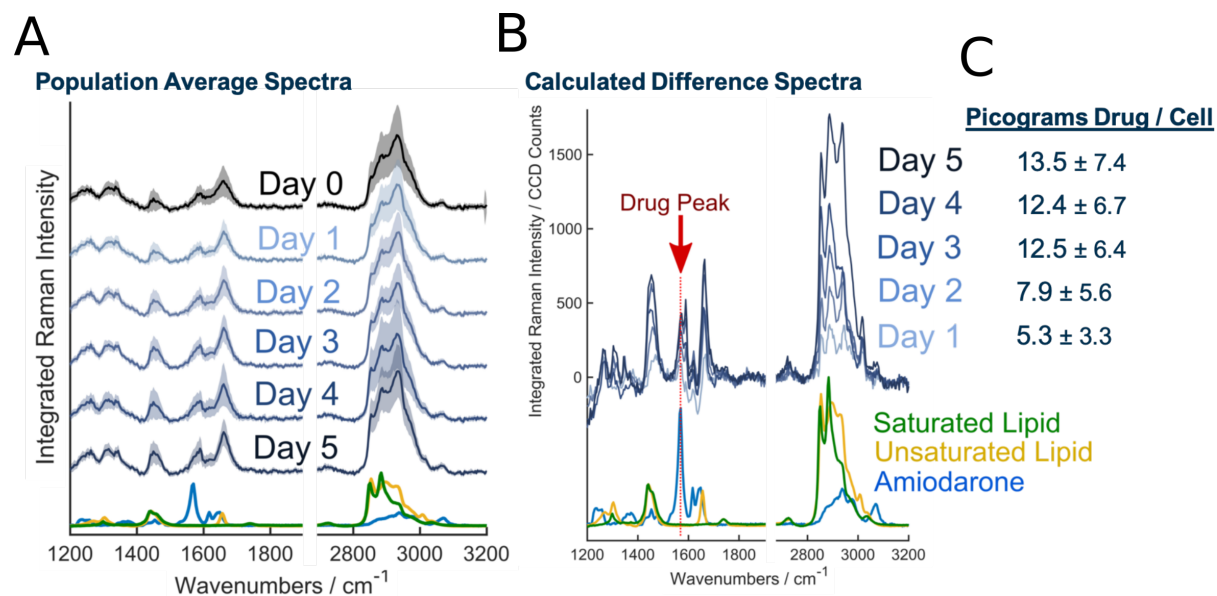 A
Population Average Spectra
Integrated Raman Intensity
Day 0
Day 1
Day 2
Day 3
Day 4
Day 5
1200 1600 1800 2800 3000 3200
Wavenumbers / cm-1
B
Calculated Difference Spectra
Integrated Raman Intensity / CCD Counts
1500
1000
500
0
Drug Peak
1200 1400 1600 1800 2800 3000 3200
Wavenumbers / cm-1
Saturated Lipid
Unsaturated Lipid
Amiodarone
C
Picograms Drug / Cell
Day 5 13.5 ± 7.4
Day 4 12.4 ± 6.7
Day 3 12.5 ± 6.4
Day 2 7.9 ± 5.6
Day 1 5.3 ± 3.3